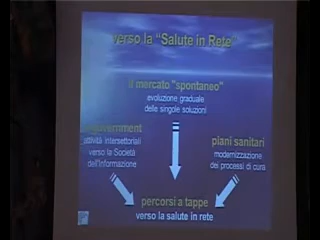 verso la “Salute in Rete”
il mercato "spontaneo"
evoluzione graduale
delle singole soluzioni
egovernment
attività intersettoriali
verso la Società
dell'informazione
piani sanitari
modernizzazione
dei processi di cura
percorsi a tappe
verso la salute in rete